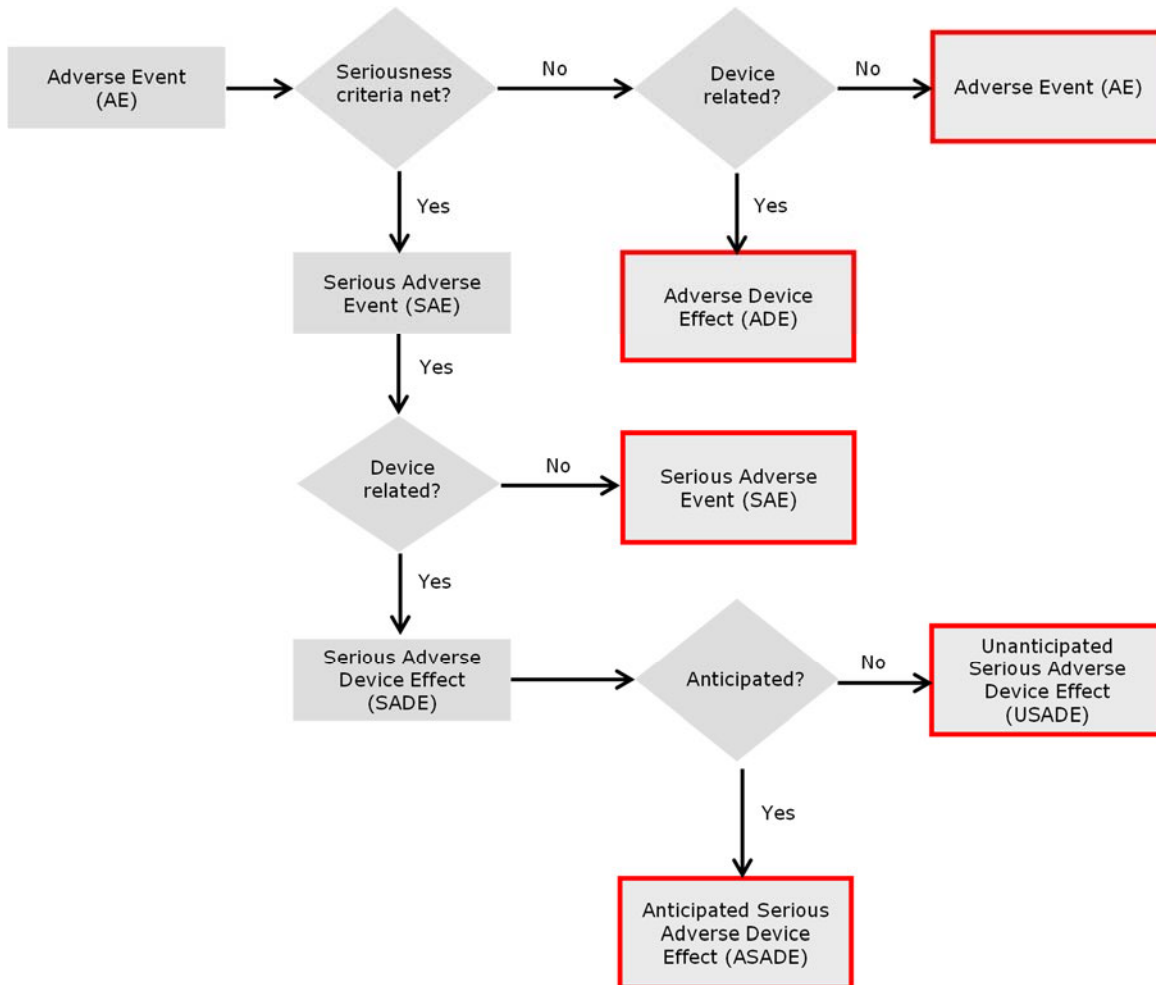 Adverse Event
(AE)
Seriousness
criteria net?
No
Device
related?
No
Adverse Event (AE)
Yes
Yes
Serious Adverse
Event (SAE)
Adverse Device
Effect (ADE)
Yes
Device
related?
No
Serious Adverse
Event (SAE)
Yes
Serious Adverse
Device Effect
(SADE)
Anticipated?
No
Unanticipated
Serious Adverse
Device Effect
(USADE)
Yes
Anticipated Serious
Adverse Device
Effect (ASADE)